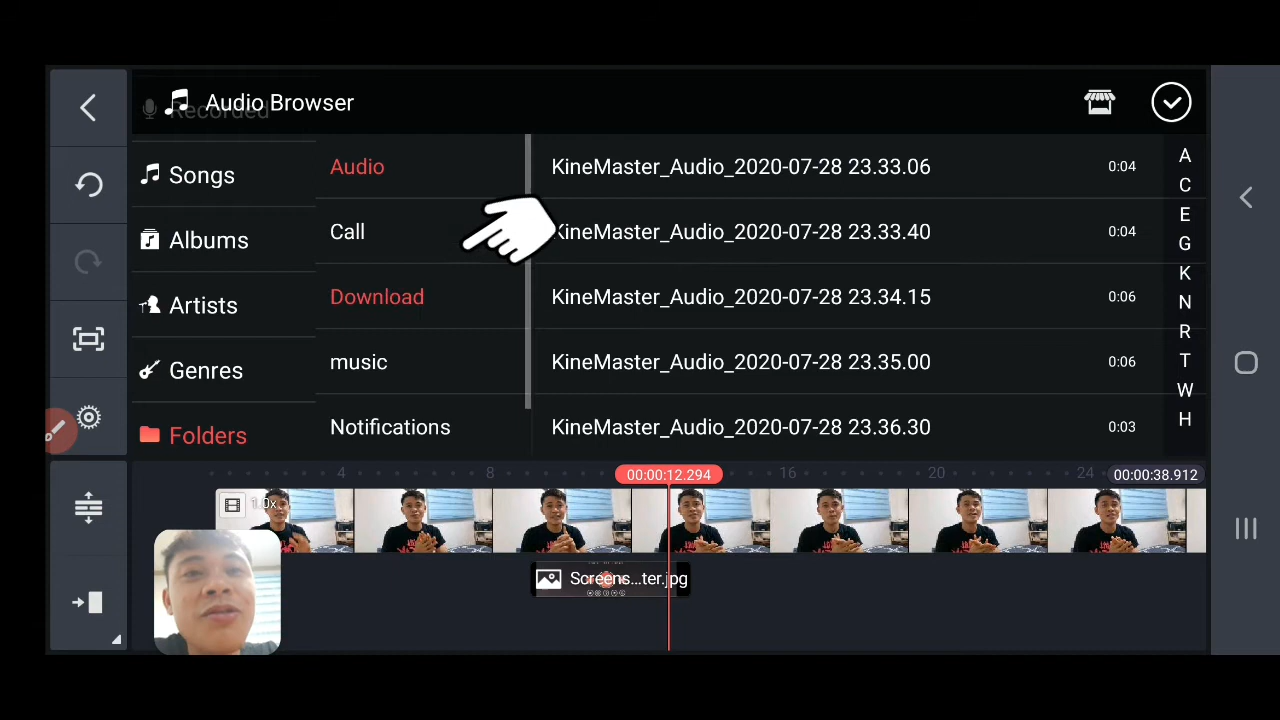 Recorded
Audio Browser
Songs
Albums
Artists
Genres
Folders
Audio
Call
Download
music
Notifications
KineMaster_Audio_2020-07-28 23.33.06 0:04
KineMaster_Audio_2020-07-28 23.33.40 0:04
KineMaster_Audio_2020-07-28 23.34.15 0:06
KineMaster_Audio_2020-07-28 23.35.00 0:06
KineMaster_Audio_2020-07-28 23.36.30 0:03
A
C
E
G
K
N
R
T
W
H
4 8 00:00:12.294 16 20 24 00:00:38.912
1.0x
Screens...ter.jpg